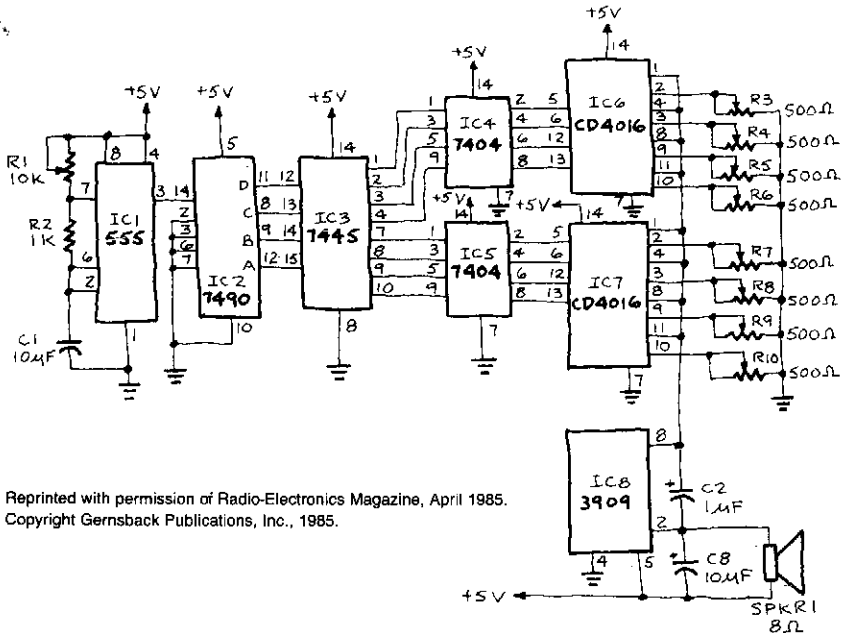 +5V
+5V
+5V
+5V
+5V
14
14
14
5
8
4
R1
10K
7
R2
1K
6
2
IC1
555
3
14
1
C1
10µF
2
3
6
7
D
C
B
A
IC2
7490
10
11
12
8
13
9
14
12
15
IC3
7445
8
1
2
3
4
7
8
9
10
1
3
5
9
IC4
7404
7
2
4
6
8
5
6
12
13
IC6
CD4016
7
1
2
4
3
8
9
11
10
R3
500Ω
R4
500Ω
R5
500Ω
R6
500Ω
+5V
14
14
1
3
5
9
IC5
7404
7
2
4
6
8
5
6
12
13
IC7
CD4016
7
1
2
4
3
8
9
11
10
R7
500Ω
R8
500Ω
R9
500Ω
R10
500Ω
IC8
3909
8
2
4
5
C2
1µF
C8
10µF
+5V
SPKR1
8Ω
Reprinted with permission of Radio-Electronics Magazine, April 1985.
Copyright Gernsback Publications, Inc., 1985.